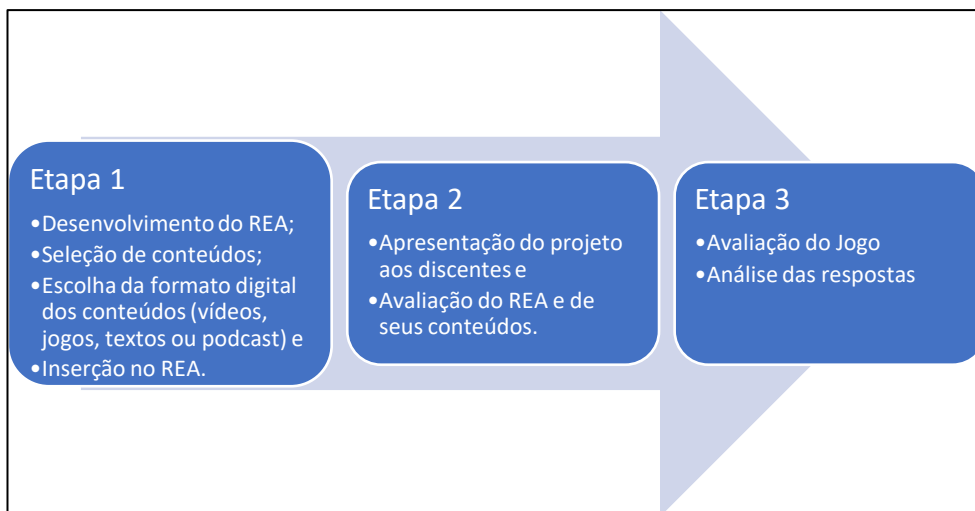 Etapa 1
•Desenvolvimento do REA;
•Seleção de conteúdos;
•Escolha da formato digital
dos conteúdos (vídeos,
jogos, textos ou podcast) e
•Inserção no REA.
Etapa 2
•Apresentação do projeto
aos discentes e
•Avaliação do REA e de
seus conteúdos.
Etapa 3
•Avaliação do Jogo
•Análise das respostas